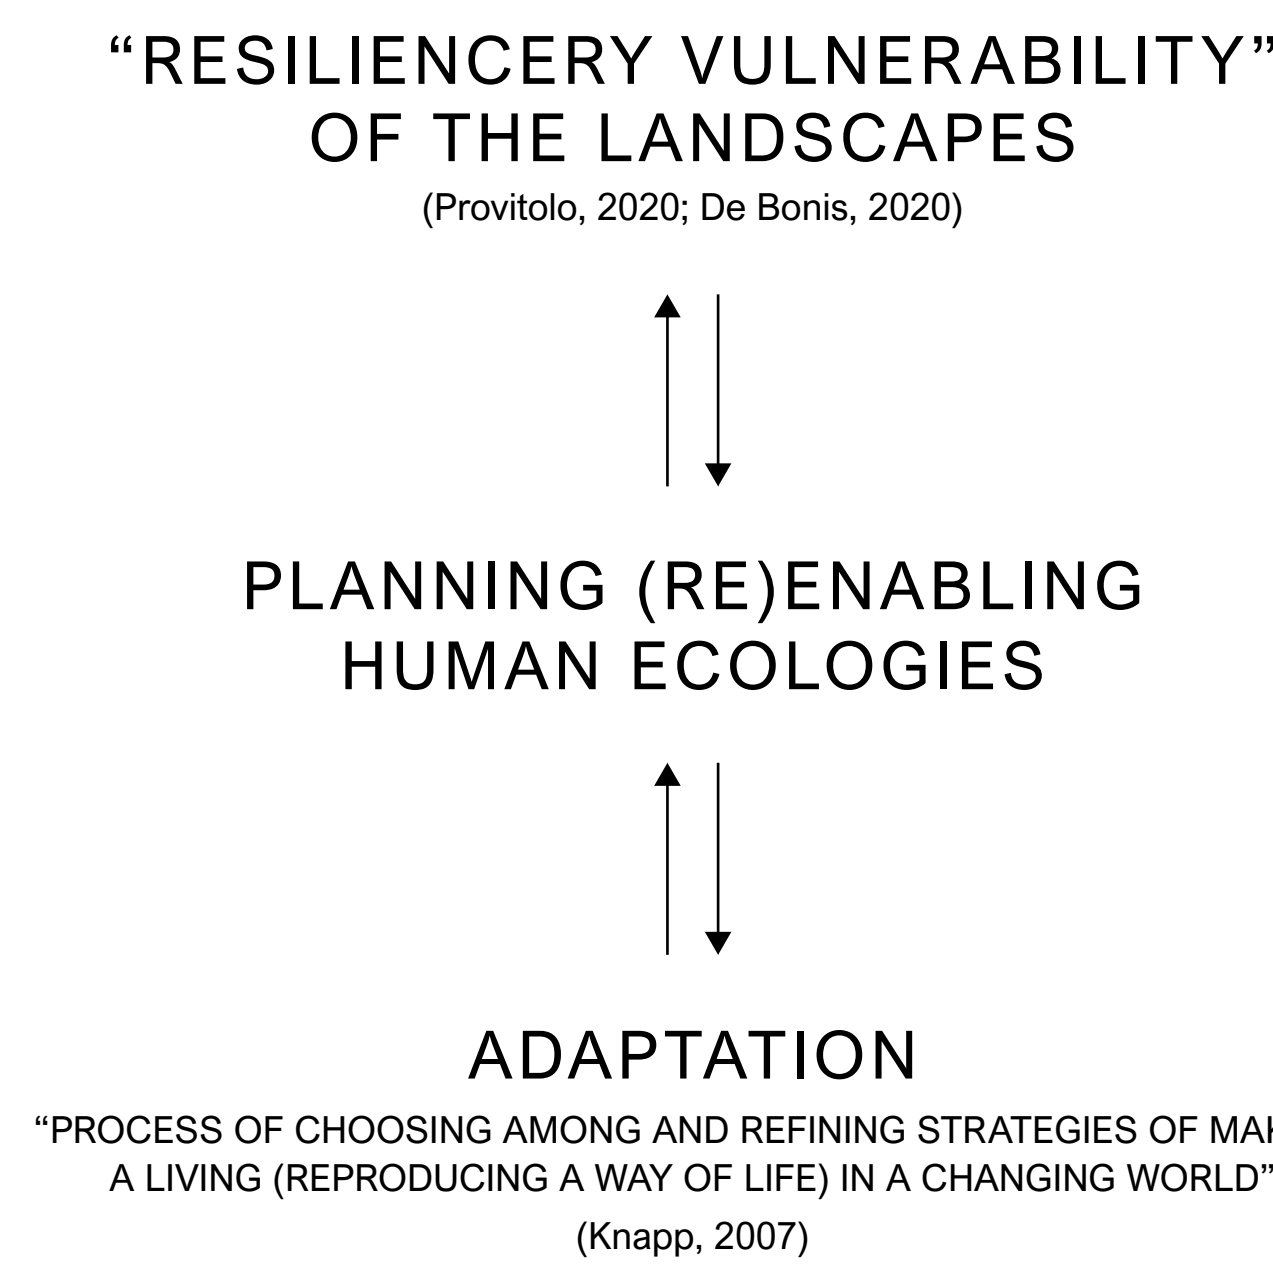 “RESILIENCERY VULNERABILITY”
OF THE LANDSCAPES
(Provitolo, 2020; De Bonis, 2020)
PLANNING (RE)ENABLING
HUMAN ECOLOGIES
ADAPTATION
“PROCESS OF CHOOSING AMONG AND REFINING STRATEGIES OF
A LIVING (REPRODUCING A WAY OF LIFE) IN A CHANGING WORLD”
(Knapp, 2007)